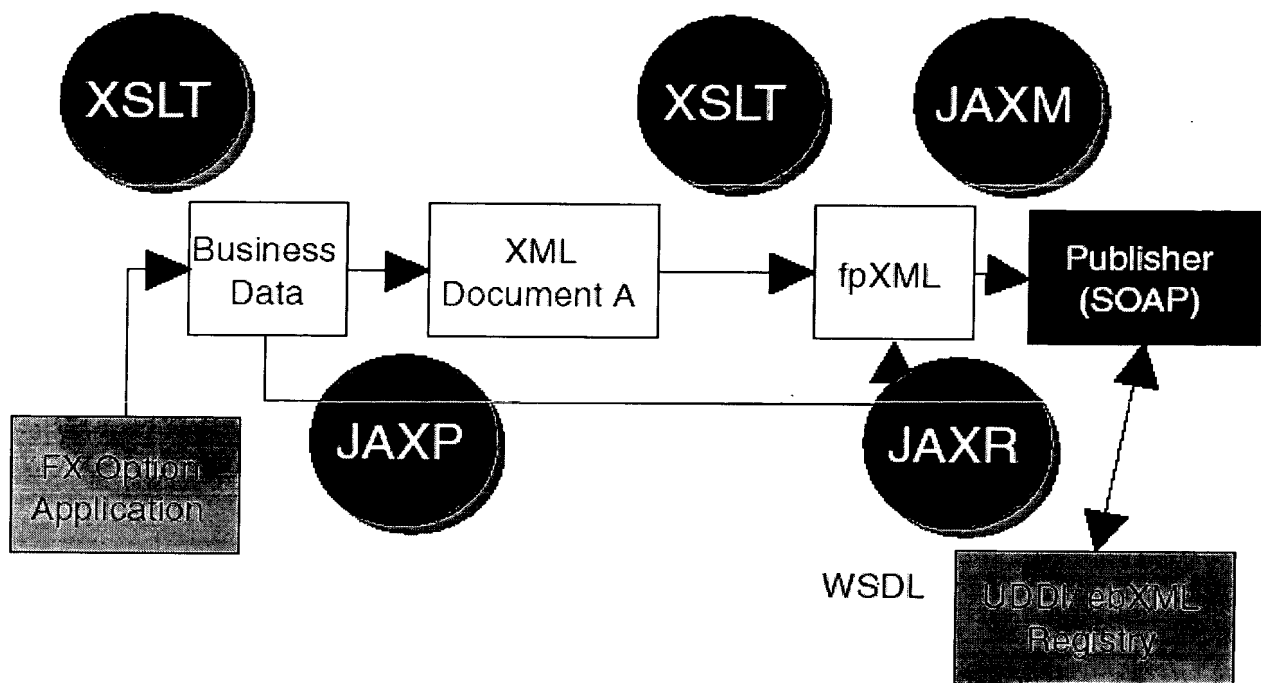 XSLT
XSLT
JAXM
Business
Data
XML
Document A
fpXML
Publisher
(SOAP)
JAXP
JAXR
FX Option
Application
WSDL
UDDI/ ebXML
Registry